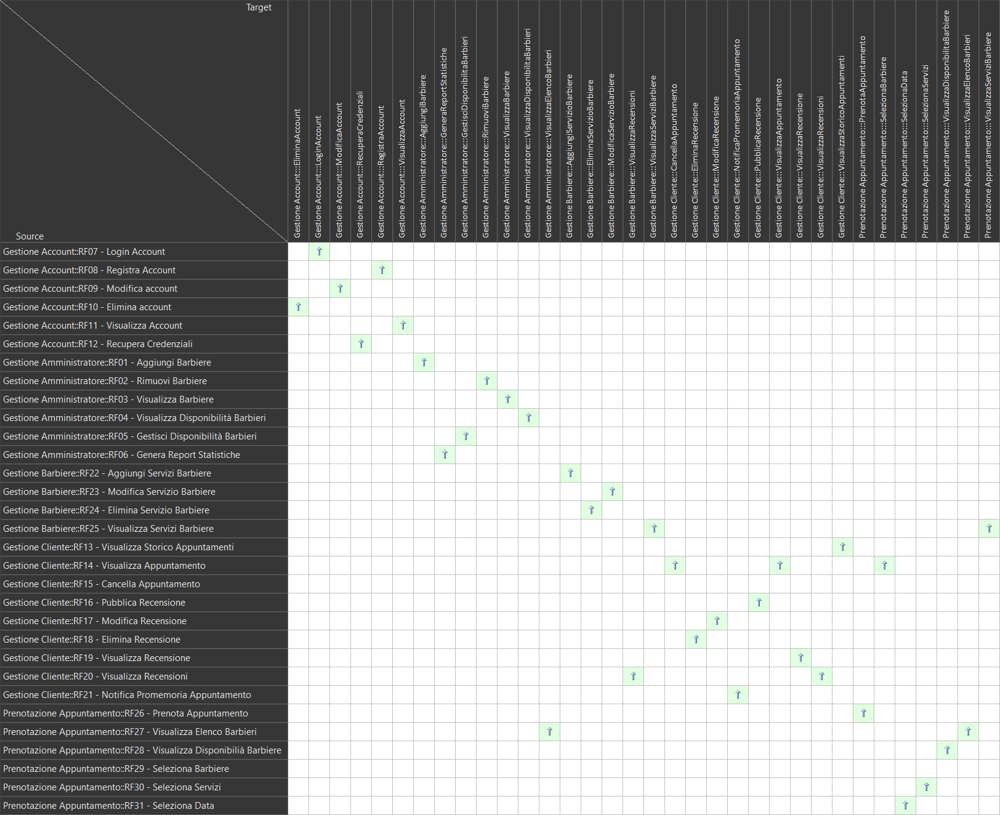 Target
Source
Gestione Account:::EliminaAccount
Gestione Account:::LoginAccount
Gestione Account:::ModificaAccount
Gestione Account:::RecuperaCredenziali
Gestione Account:::RegistraAccount
Gestione Account:::VisualizzaAccount
Gestione Amministratore:::AggiungiBarbiere
Gestione Amministratore:::GeneraReportStatistiche
Gestione Amministratore:::GestisciDisponibilitaBarbieri
Gestione Amministratore:::RimuoviBarbiere
Gestione Amministratore:::VisualizzaBarbiere
Gestione Amministratore:::VisualizzaDisponibilitaBarbieri
Gestione Amministratore:::VisualizzaElencoBarbieri
Gestione Barbiere:::AggiungiServizioBarbiere
Gestione Barbiere:::EliminaServizioBarbiere
Gestione Barbiere:::ModificaServizioBarbiere
Gestione Barbiere:::VisualizzaRecensioni
Gestione Barbiere:::VisualizzaServiziBarbiere
Gestione Cliente:::CancellaAppuntamento
Gestione Cliente:::EliminaRecensione
Gestione Cliente:::ModificaRecensione
Gestione Cliente:::NotificaPromemoriaAppuntamento
Gestione Cliente:::PubblicaRecensione
Gestione Cliente:::VisualizzaAppuntamento
Gestione Cliente:::VisualizzaRecensione
Gestione Cliente:::VisualizzaRecensioni
Gestione Cliente:::VisualizzaStoricoAppuntamenti
Prenotazione Appuntamento:::PrenotaAppuntamento
Prenotazione Appuntamento:::SelezionaBarbiere
Prenotazione Appuntamento:::SelezionaData
Prenotazione Appuntamento:::SelezionaServizi
Prenotazione Appuntamento:::VisualizzaDisponibilitaBarbiere
Prenotazione Appuntamento:::VisualizzaElencoBarbieri
Prenotazione Appuntamento:::VisualizzaServiziBarbiere
Gestione Account::RF07 - Login Account
Gestione Account::RF08 - Registra Account
Gestione Account::RF09 - Modifica account
Gestione Account::RF10 - Elimina account
Gestione Account::RF11 - Visualizza Account
Gestione Account::RF12 - Recupera Credenziali
Gestione Amministratore::RF01 - Aggiungi Barbiere
Gestione Amministratore::RF02 - Rimuovi Barbiere
Gestione Amministratore::RF03 - Visualizza Barbiere
Gestione Amministratore::RF04 - Visualizza Disponibilità Barbieri
Gestione Amministratore::RF05 - Gestisci Disponibilità Barbieri
Gestione Amministratore::RF06 - Genera Report Statistiche
Gestione Barbiere::RF22 - Aggiungi Servizi Barbiere
Gestione Barbiere::RF23 - Modifica Servizio Barbiere
Gestione Barbiere::RF24 - Elimina Servizio Barbiere
Gestione Barbiere::RF25 - Visualizza Servizi Barbiere
Gestione Cliente::RF13 - Visualizza Storico Appuntamenti
Gestione Cliente::RF14 - Visualizza Appuntamento
Gestione Cliente::RF15 - Cancella Appuntamento
Gestione Cliente::RF16 - Pubblica Recensione
Gestione Cliente::RF17 - Modifica Recensione
Gestione Cliente::RF18 - Elimina Recensione
Gestione Cliente::RF19 - Visualizza Recensione
Gestione Cliente::RF20 - Visualizza Recensioni
Gestione Cliente::RF21 - Notifica Promemoria Appuntamento
Prenotazione Appuntamento::RF26 - Prenota Appuntamento
Prenotazione Appuntamento::RF27 - Visualizza Elenco Barbieri
Prenotazione Appuntamento::RF28 - Visualizza Disponibilià Barbiere
Prenotazione Appuntamento::RF29 - Seleziona Barbiere
Prenotazione Appuntamento::RF30 - Seleziona Servizi
Prenotazione Appuntamento::RF31 - Seleziona Data